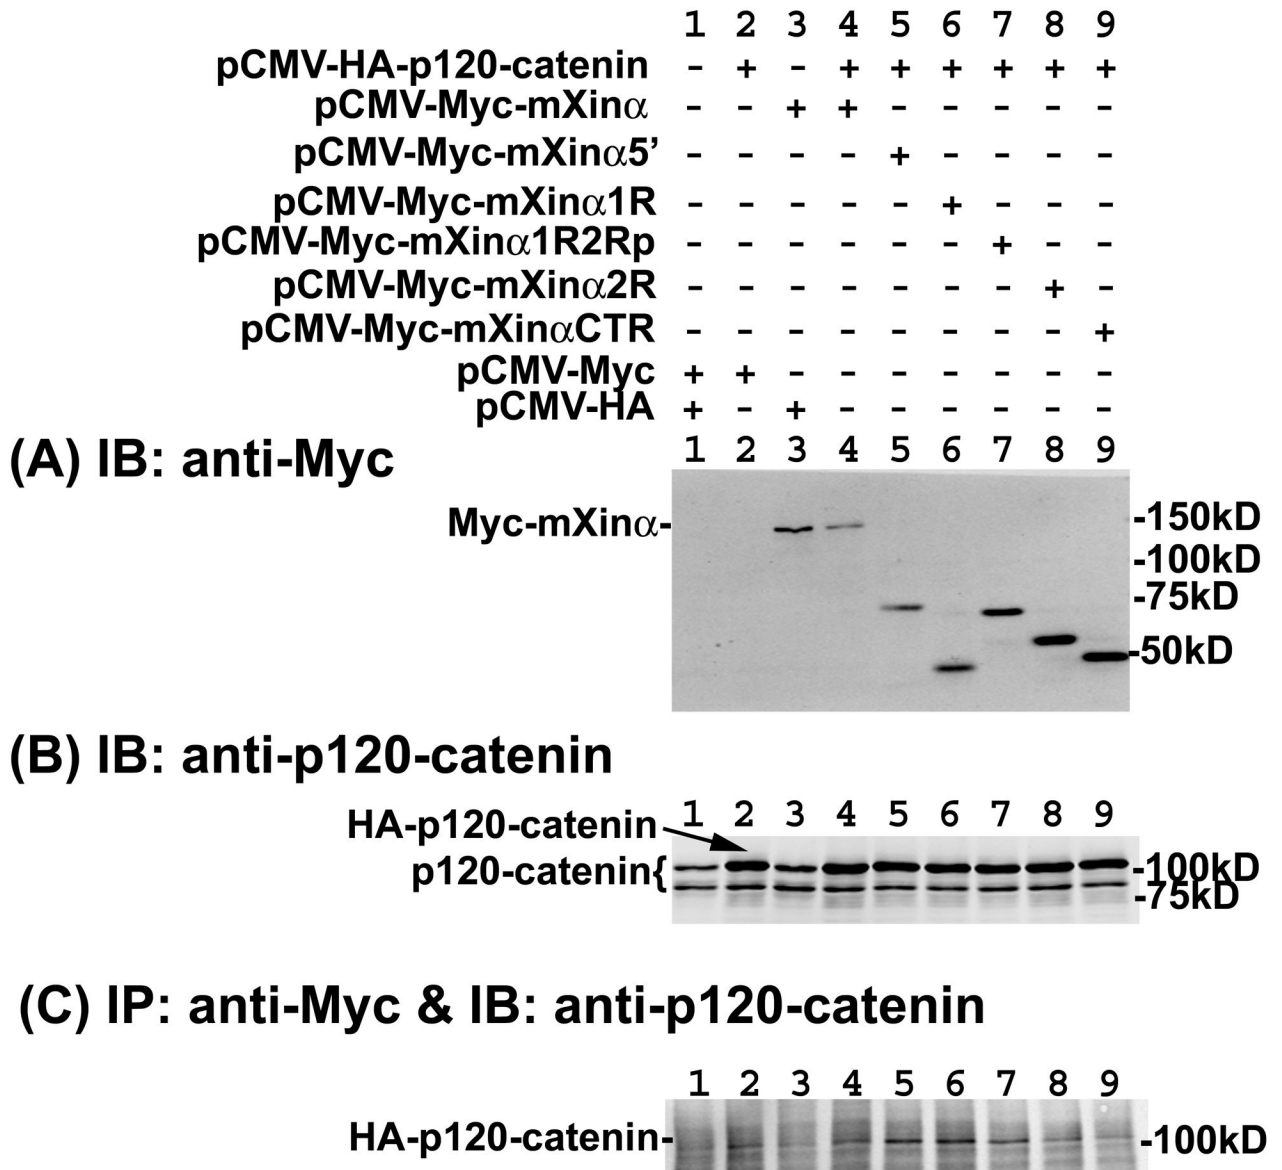 1 2 3 4 5 6 7 8 9
pCMV-HA-p120-catenin - + - + + + + + +
pCMV-Myc-mXinα - - + + - - - - -
pCMV-Myc-mXinα5’ - - - - + - - - -
pCMV-Myc-mXinα1R - - - - - + - - -
pCMV-Myc-mXinα1R2Rp - - - - - - + - -
pCMV-Myc-mXinα2R - - - - - - - + -
pCMV-Myc-mXinαCTR - - - - - - - - +
pCMV-Myc + + - - - - - - -
pCMV-HA + - + - - - - - -
(A) IB: anti-Myc 1 2 3 4 5 6 7 8 9
Myc-mXinα- -150kD
-100kD
-75kD
-50kD
(B) IB: anti-p120-catenin
1 2 3 4 5 6 7 8 9
HA-p120-catenin
p120-catenin{ -100kD
-75kD
(C) IP: anti-Myc & IB: anti-p120-catenin
1 2 3 4 5 6 7 8 9
HA-p120-catenin- -100kD